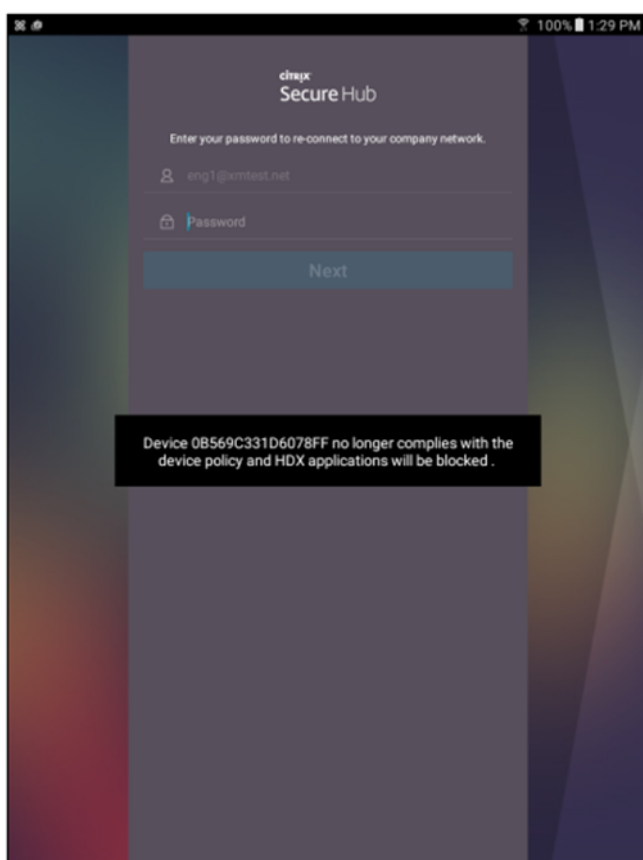 100% 1:29 PM
citrix
Secure Hub
Enter your password to re-connect to your company network.
eng1@xmtest.net
Password
Next
Device 0B569C331D6078FF no longer complies with the
device policy and HDX applications will be blocked .